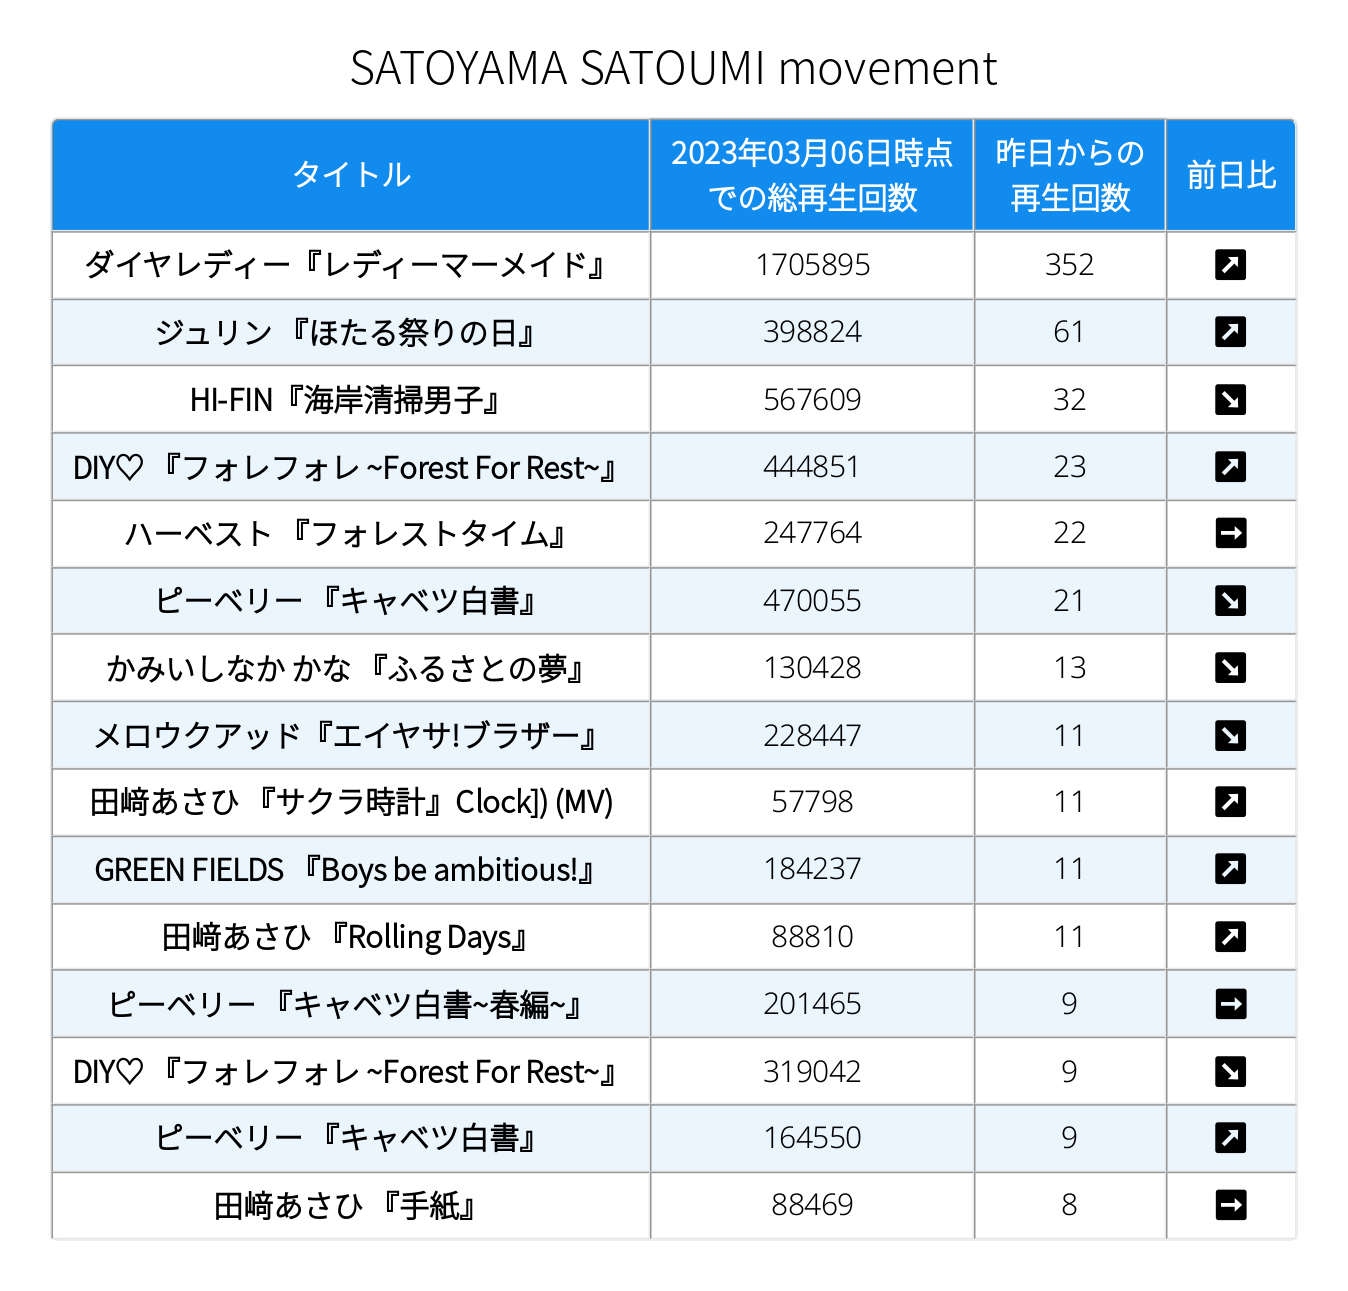 SATOYAMA SATOUMI movement
タイトル 2023年03月06日時点での総再生回数 昨日からの再生回数 前日比
ダイヤレディー『レディーマーメイド』 1705895 352 ↗
ジュリン 『ほたる祭りの日』 398824 61 ↗
HI-FIN『海岸清掃男子』 567609 32 ↘
DIY♡ 『フォレフォレ ~Forest For Rest~』 444851 23 ↗
ハーベスト 『フォレストタイム』 247764 22 →
ピーベリー 『キャベツ白書』 470055 21 ↘
かみいしなか かな 『ふるさとの夢』 130428 13 ↘
メロウクアッド『エイヤサ!ブラザー』 228447 11 ↘
田﨑あさひ 『サクラ時計』Clock]) (MV) 57798 11 ↗
GREEN FIELDS 『Boys be ambitious!』 184237 11 ↗
田﨑あさひ 『Rolling Days』 88810 11 ↗
ピーベリー 『キャベツ白書~春編~』 201465 9 →
DIY♡ 『フォレフォレ ~Forest For Rest~』 319042 9 ↘
ピーベリー 『キャベツ白書』 164550 9 ↗
田﨑あさひ 『手紙』 88469 8 →